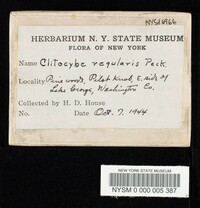 NYSf4966
HERBARIUM N. Y. STATE MUSEUM
FLORA OF NEW YORK
Name Clitocybe regularis Peck.
Locality Pine woods, Pilot Knob, E. side of
Lake George, Washington Co.
Collected by H. D. House
No. Date Oct. 7. 1944
NEW YORK STATE MUSEUM
NYSM 0 000 005 387